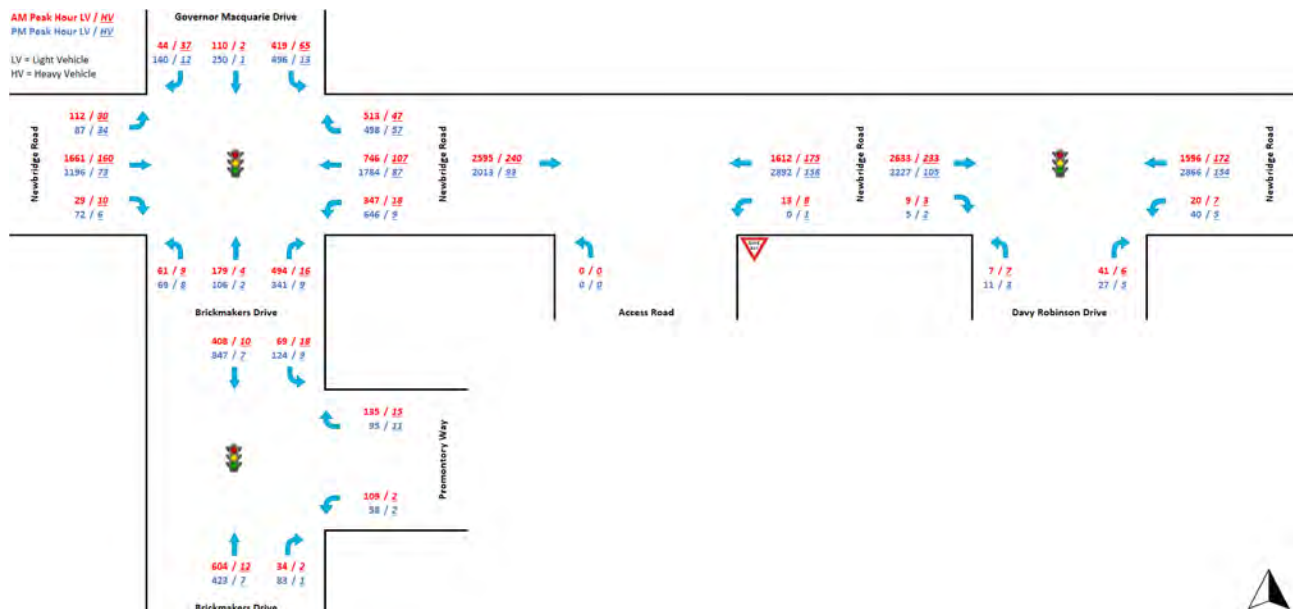 AM Peak Hour LV / HV
PM Peak Hour LV / HV
LV = Light Vehicle
HV = Heavy Vehicle
Governor Macquarie Drive
44 / 37 110 / 2 419 / 65
140 / 12 250 / 1 496 / 13
Newbridge Road
112 / 30
87 / 34
1661 / 160
1196 / 73
29 / 10
72 / 6
513 / 47
498 / 57
746 / 107
1784 / 87
347 / 18
646 / 9
Newbridge Road
61 / 9 179 / 4 494 / 16
69 / 8 106 / 2 341 / 9
Brickmakers Drive
2595 / 240
2013 / 93
1612 / 175
2892 / 158
13 / 8
0 / 1
0 / 0
0 / 0
Access Road
Newbridge Road
2633 / 233
2227 / 105
9 / 3
5 / 2
1596 / 172
2866 / 154
20 / 7
40 / 5
Newbridge Road
7 / 7 41 / 6
11 / 3 27 / 5
Davy Robinson Drive
408 / 10 69 / 18
847 / 7 124 / 9
135 / 15
95 / 11
109 / 2
58 / 2
Promontory Way
604 / 12 34 / 2
423 / 7 83 / 1
Brickmakers Drive